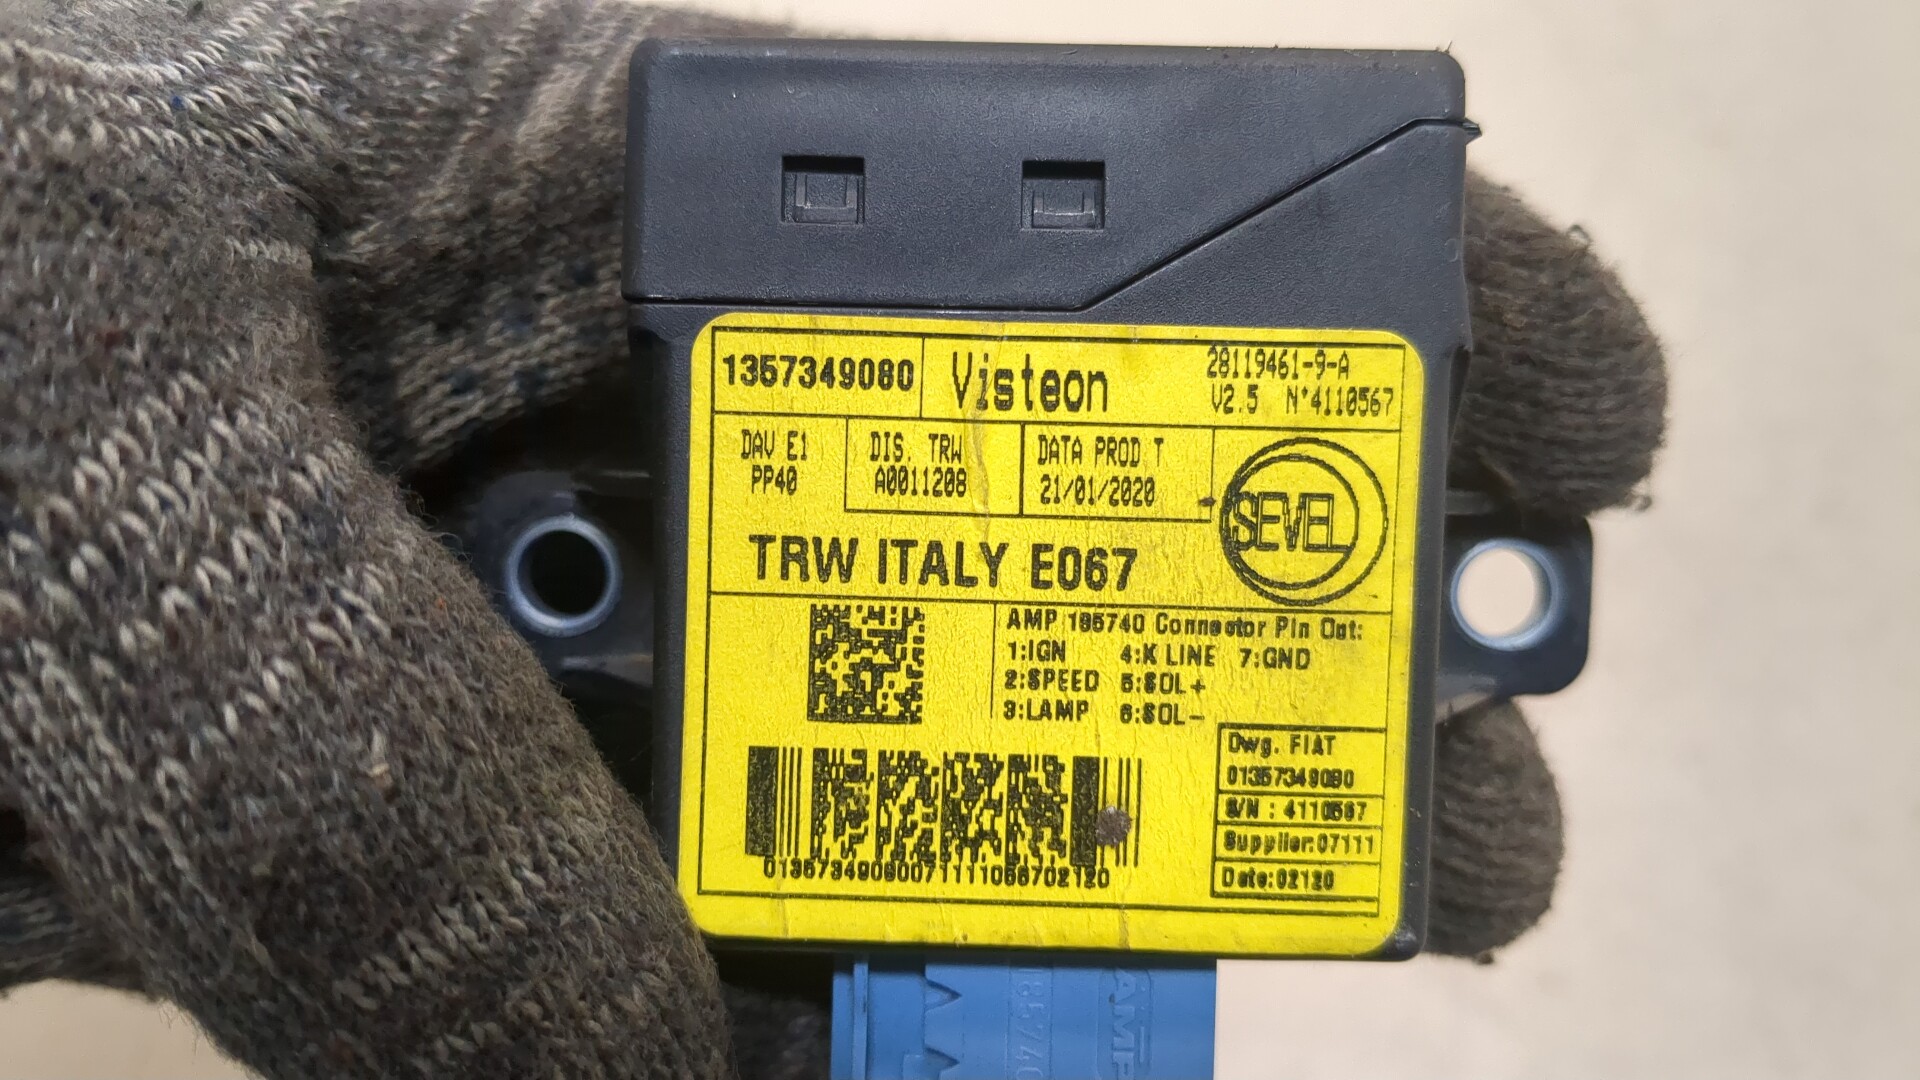 1357349080
Visteon
28119461-9-A
V2.5 N°4110567
DAV E1
PP40
DIS. TRW
A0011208
DATA PROD T
21/01/2020
SEVEL
TRW ITALY E067
AMP 185740 Connector Pin Out:
1:IGN 4:K LINE 7:GND
2:SPEED 5:SOL+
3:LAMP 6:SOL-
Dwg. FIAT
01357349080
S/N : 4110567
Supplier:07111
Date:02120
AMP